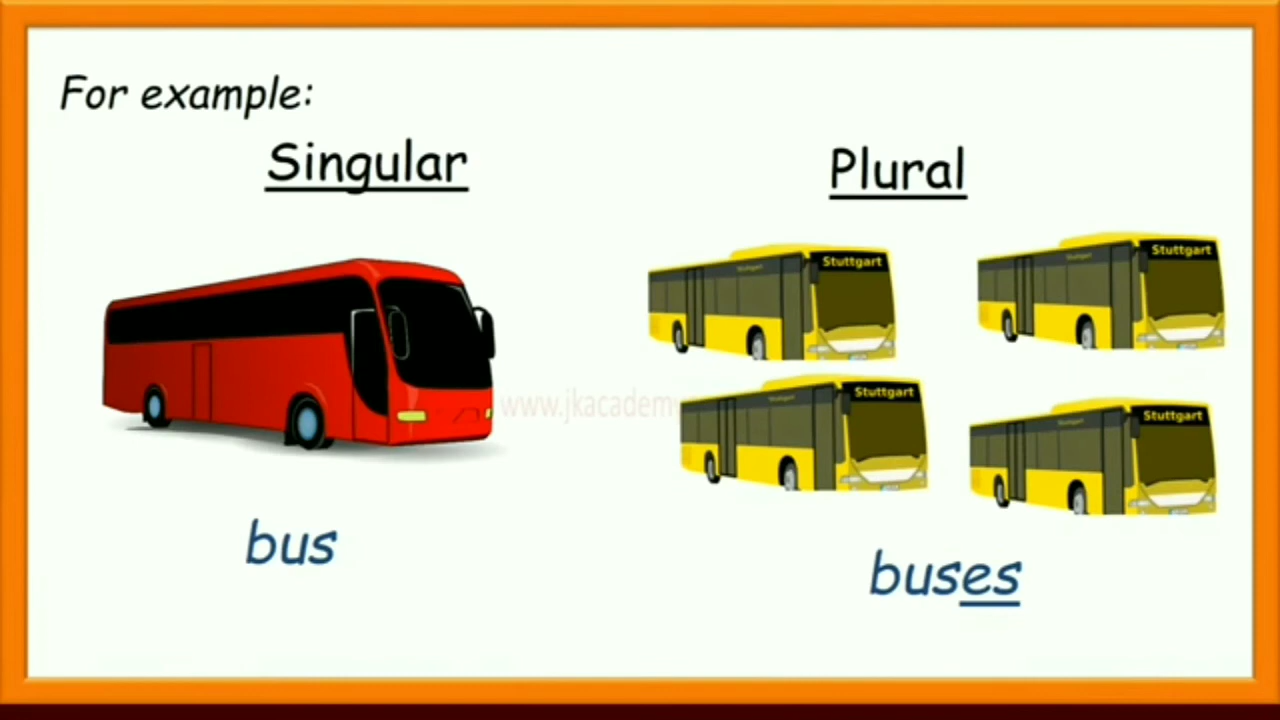 For example:
Singular
Plural
Stuttgart
Stuttgart
Stuttgart
Stuttgart
bus
buses